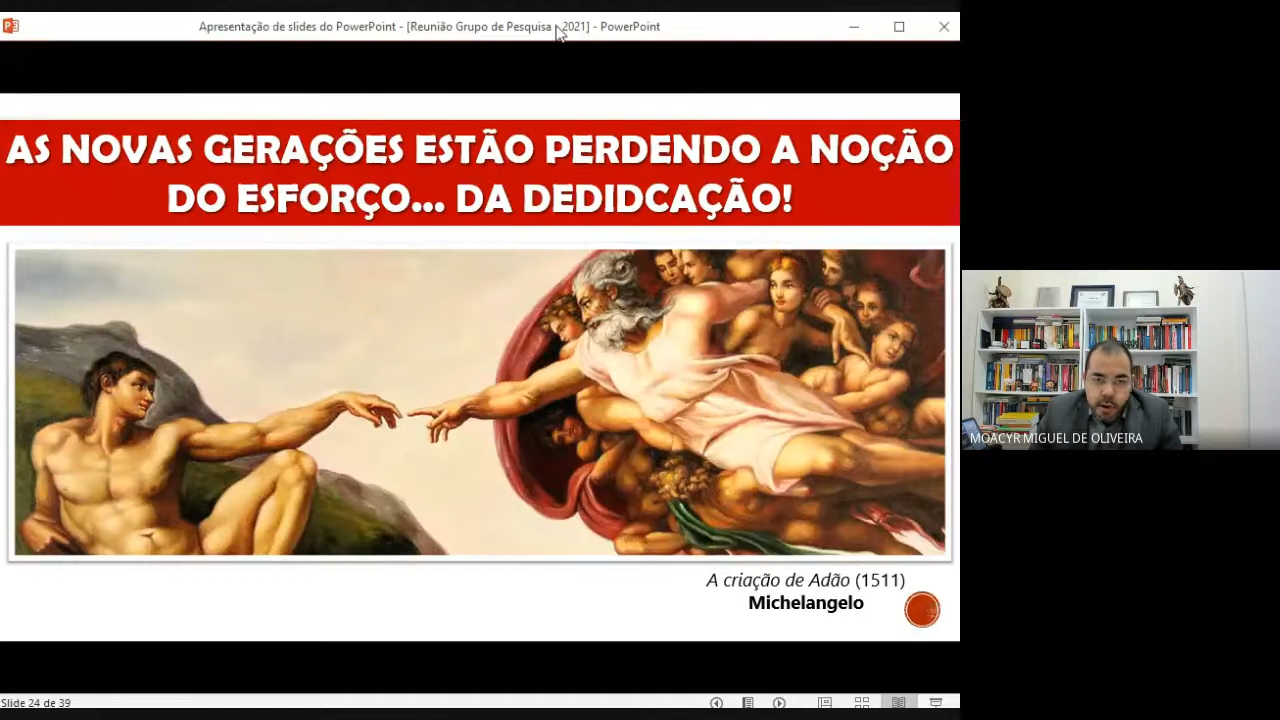 Apresentação de slides do PowerPoint - [Reunião Grupo de Pesquisa - 2021] - PowerPoint
AS NOVAS GERAÇÕES ESTÃO PERDENDO A NOÇÃO
DO ESFORÇO... DA DEDIDCAÇÃO!
A criação de Adão (1511)
Michelangelo
MOACYR MIGUEL DE OLIVEIRA
Slide 24 de 39